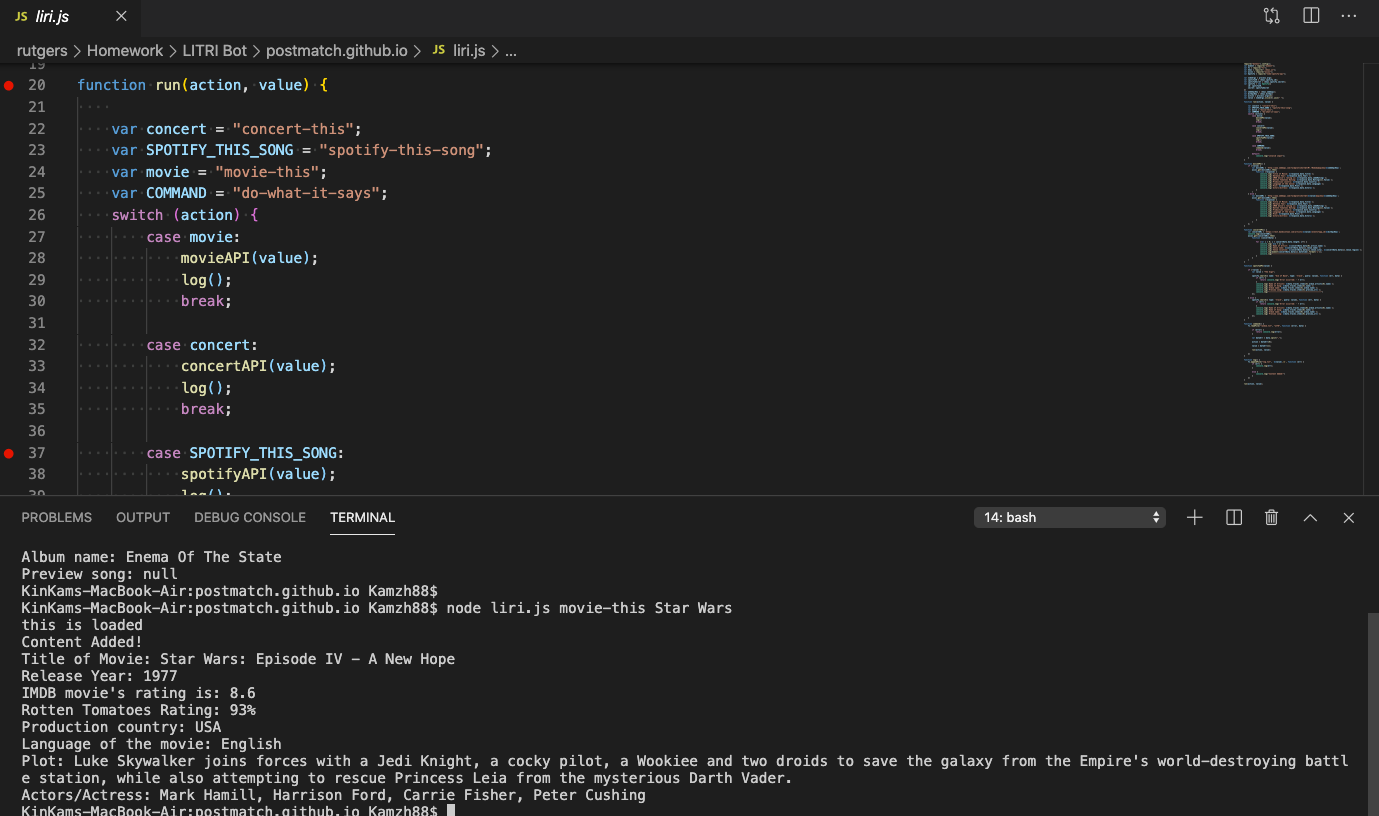 JS liri.js
rutgers > Homework > LITRI Bot > postmatch.github.io > JS liri.js > ...
19
20 function run(action, value) {
21
22 var concert = "concert-this";
23 var SPOTIFY_THIS_SONG = "spotify-this-song";
24 var movie = "movie-this";
25 var COMMAND = "do-what-it-says";
26 switch (action) {
27 case movie:
28 movieAPI(value);
29 log();
30 break;
31
32 case concert:
33 concertAPI(value);
34 log();
35 break;
36
37 case SPOTIFY_THIS_SONG:
38 spotifyAPI(value);
39 log();
PROBLEMS OUTPUT DEBUG CONSOLE TERMINAL 14: bash
Album name: Enema Of The State
Preview song: null
KinKams-MacBook-Air:postmatch.github.io Kamzh88$
KinKams-MacBook-Air:postmatch.github.io Kamzh88$ node liri.js movie-this Star Wars
this is loaded
Content Added!
Title of Movie: Star Wars: Episode IV - A New Hope
Release Year: 1977
IMDB movie's rating is: 8.6
Rotten Tomatoes Rating: 93%
Production country: USA
Language of the movie: English
Plot: Luke Skywalker joins forces with a Jedi Knight, a cocky pilot, a Wookiee and two droids to save the galaxy from the Empire's world-destroying battl
e station, while also attempting to rescue Princess Leia from the mysterious Darth Vader.
Actors/Actress: Mark Hamill, Harrison Ford, Carrie Fisher, Peter Cushing
KinKams-MacBook-Air:postmatch.github.io Kamzh88$